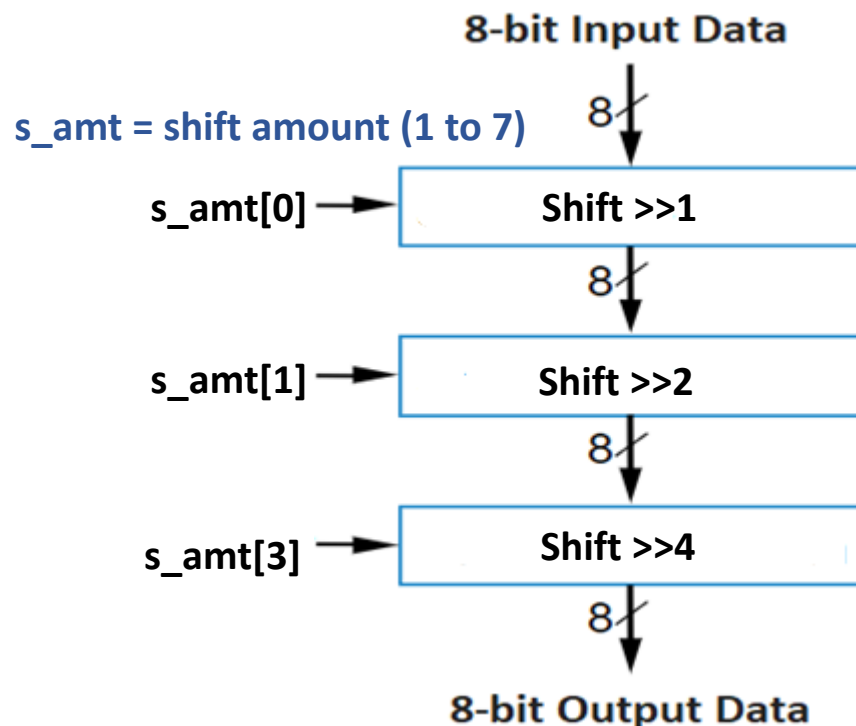 8-bit Input Data
8
s_amt = shift amount (1 to 7)
s_amt[0]
Shift >>1
8
s_amt[1]
Shift >>2
8
s_amt[3]
Shift >>4
8
8-bit Output Data